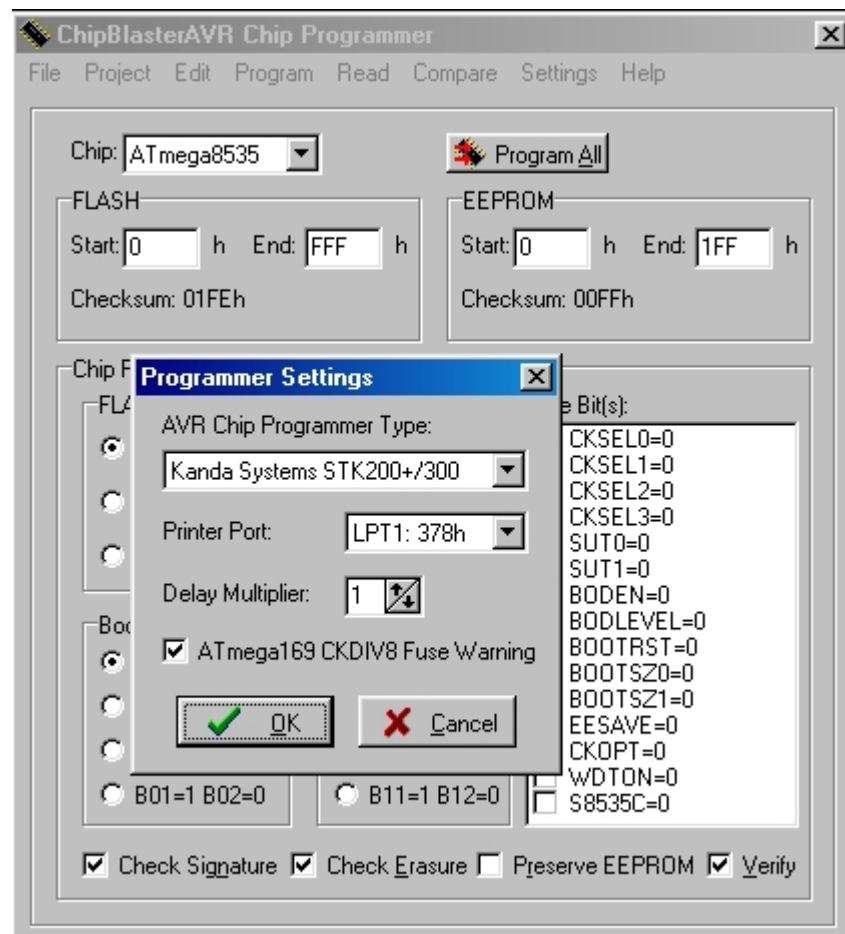 ChipBlasterAVR Chip Programmer
File Project Edit Program Read Compare Settings Help
Chip: ATmega8535 Program All
FLASH
Start: 0 h End: FFF h
Checksum: 01FEh
EEPROM
Start: 0 h End: 1FF h
Checksum: 00FFh
Chip
Programmer Settings
AVR Chip Programmer Type:
Kanda Systems STK200+/300
Printer Port: LPT1: 378h
Delay Multiplier: 1
ATmega169 CKDIV8 Fuse Warning
OK Cancel
Bit(s):
CKSEL0=0
CKSEL1=0
CKSEL2=0
CKSEL3=0
SUT0=0
SUT1=0
BODEN=0
BODLEVEL=0
BOOTRST=0
BOOTSZ0=0
BOOTSZ1=0
EESAVE=0
CKOPT=0
WDTON=0
S8535C=0
B01=1 B02=0
B11=1 B12=0
Check Signature Check Erasure Preserve EEPROM Verify